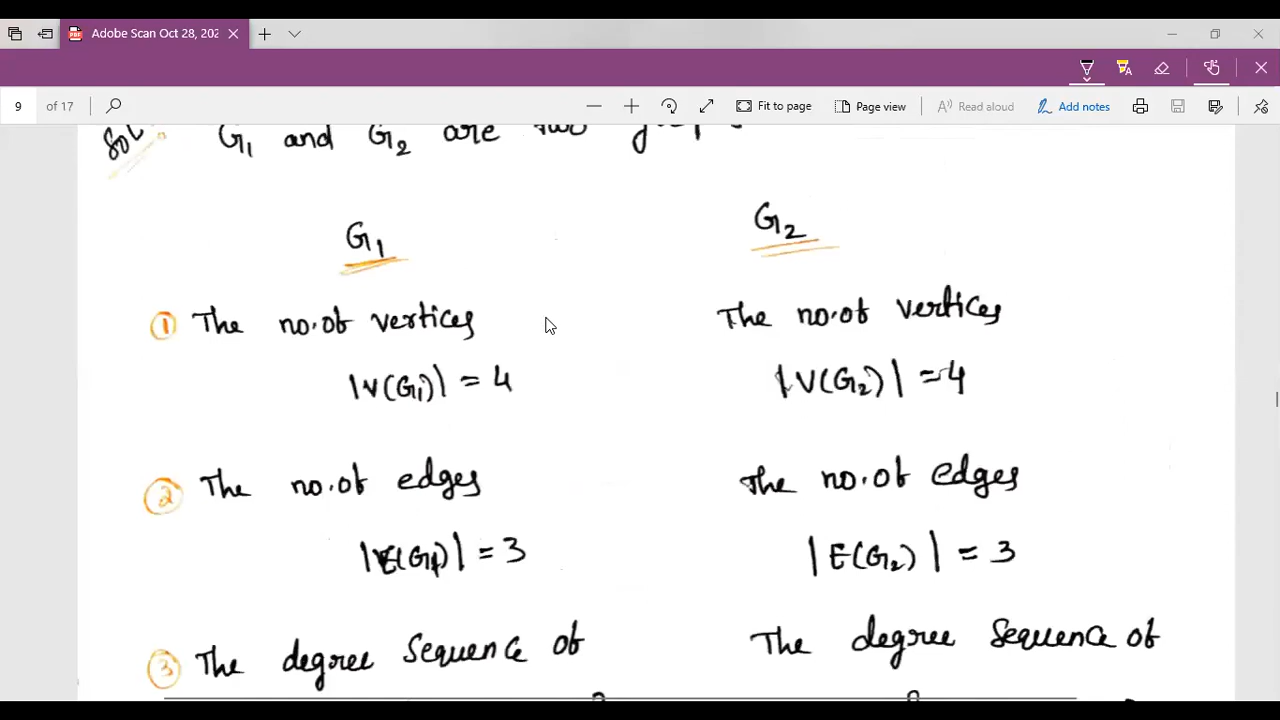 Adobe Scan Oct 28, 202
9 of 17
Fit to page
Page view
Read aloud
Add notes
Sol
G1 and G2 are two
G1 G2
① The no.of vertices The no.of vertices
|V(G1)| = 4 |V(G2)| = 4
② The no.of edges The no.of edges
|E(G1)| = 3 |E(G2)| = 3
③ The degree sequence of The degree sequence of